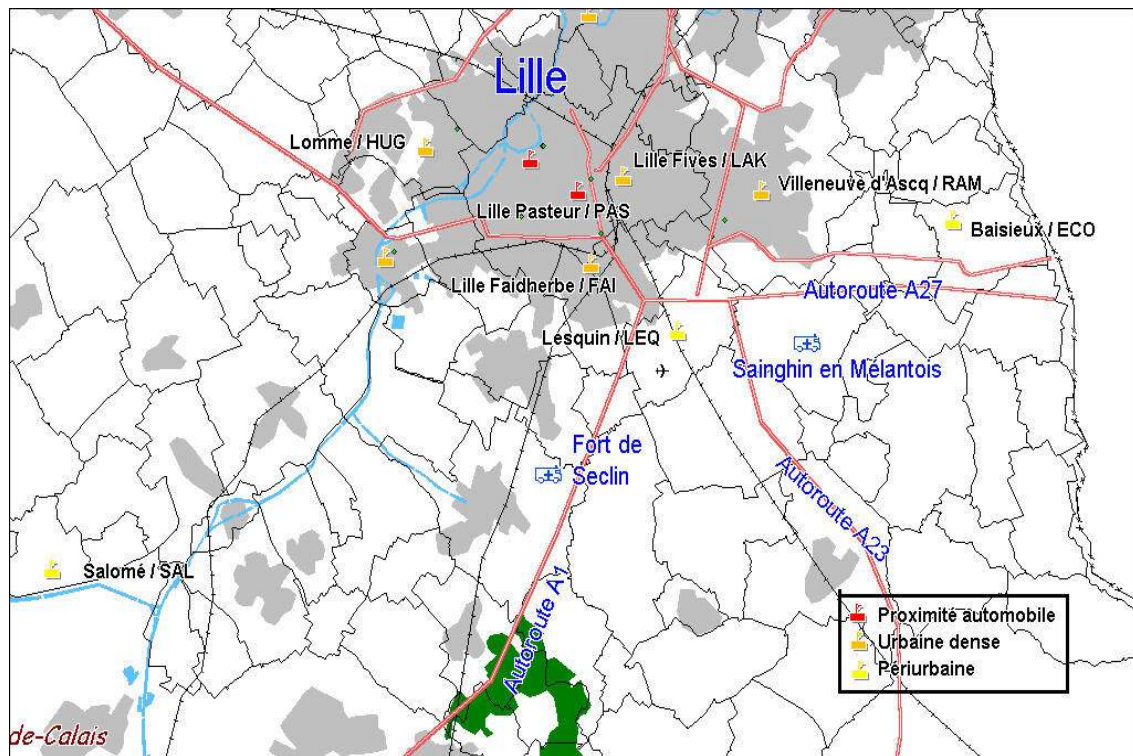 Lille
Lomme / HUG
Lille Fives / LAK
Villeneuve d'Ascq / RAM
Lille Pasteur / PAS
Baisieux / ECO
Lille Faidherbe / FAI
Autoroute A27
Lesquin / LEQ
Sainghin en Mélantois
Fort de
Seclin
Autoroute A23
Salomé / SAL
Autoroute A1
Proximité automobile
Urbaine dense
Périurbaine
de-Calais